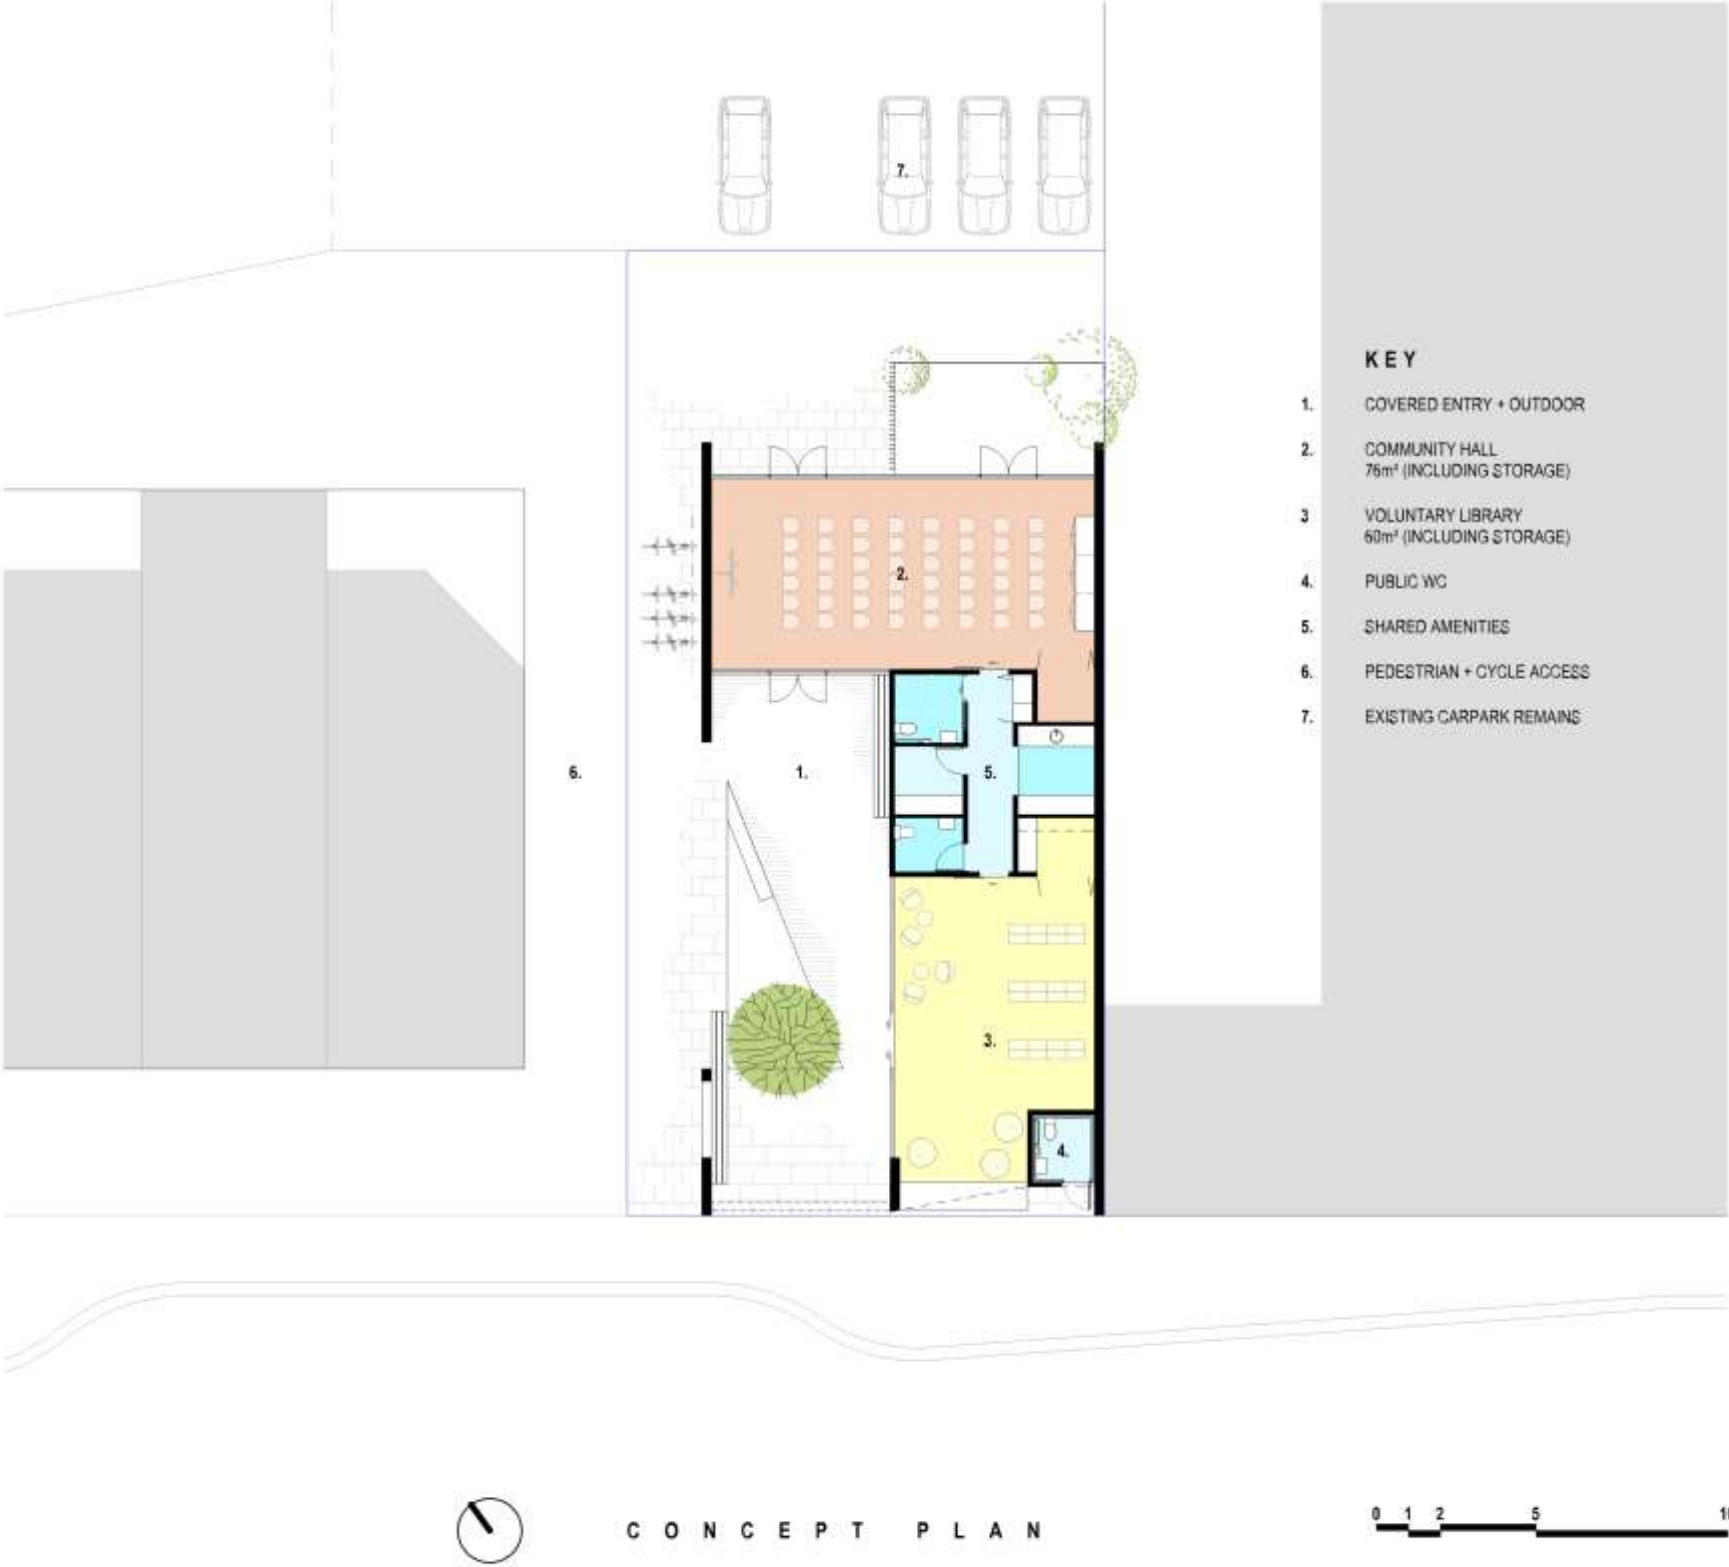 7.
KEY
1. COVERED ENTRY + OUTDOOR
2. COMMUNITY HALL
76m² (INCLUDING STORAGE)
3 VOLUNTARY LIBRARY
60m² (INCLUDING STORAGE)
4. PUBLIC WC
5. SHARED AMENITIES
6. PEDESTRIAN + CYCLE ACCESS
7. EXISTING CARPARK REMAINS
2.
6.
1.
5.
3.
4.
CONCEPT PLAN
0 1 2 5